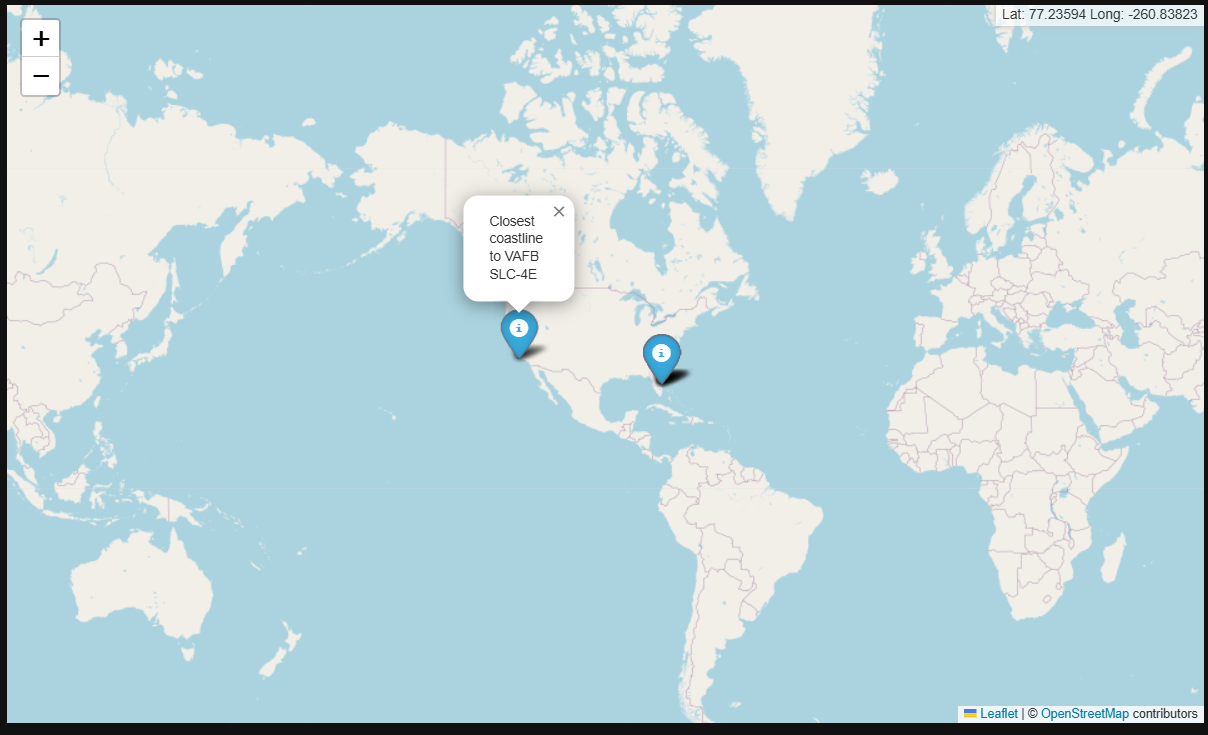 Lat: 77.23594 Long: -260.83823
+
−
Closest ×
coastline
to VAFB
SLC-4E
i
i
Leaflet | © OpenStreetMap contributors